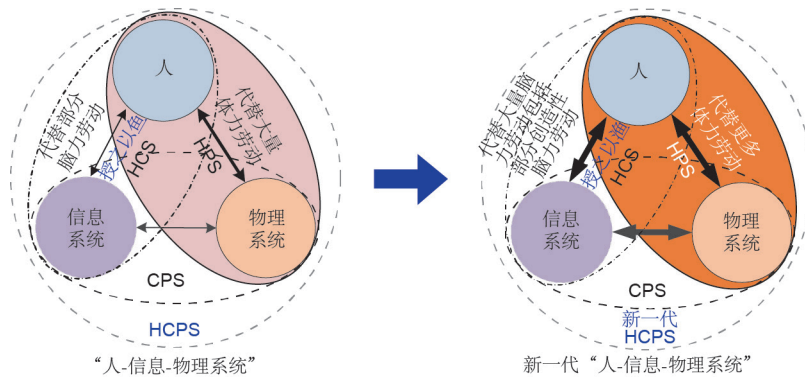 人
代替部分
脑力劳动
授之以鱼
HCS
代替大量
体力劳动
HPS
信息
系统
物理
系统
CPS
HCPS
“人-信息-物理系统”
人
代替大量脑
力劳动包括
部分创造性
脑力劳动
授之以渔
HCS
代替更多
体力劳动
HPS
信息
系统
物理
系统
CPS
新一代
HCPS
新一代“人-信息-物理系统”